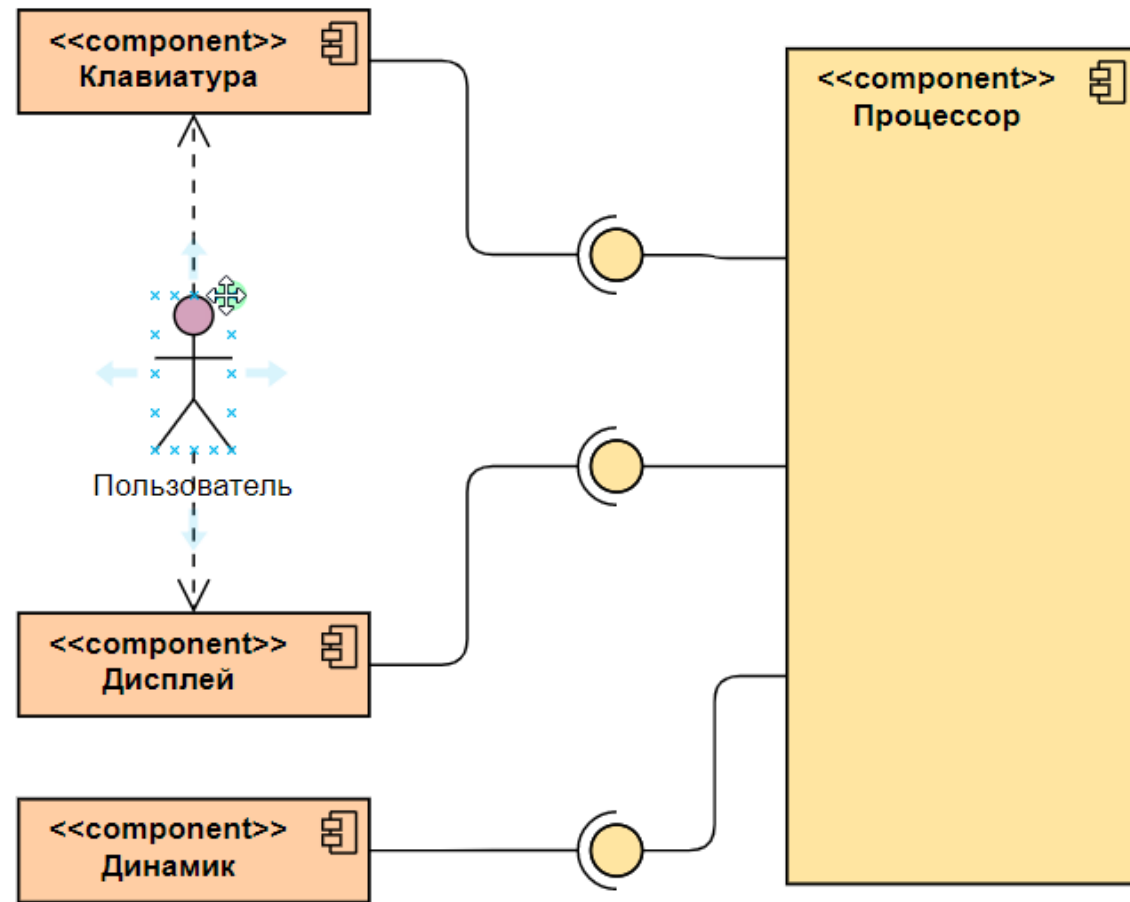 <<component>>
Клавиатура
<<component>>
Процессор
Пользователь
<<component>>
Дисплей
<<component>>
Динамик